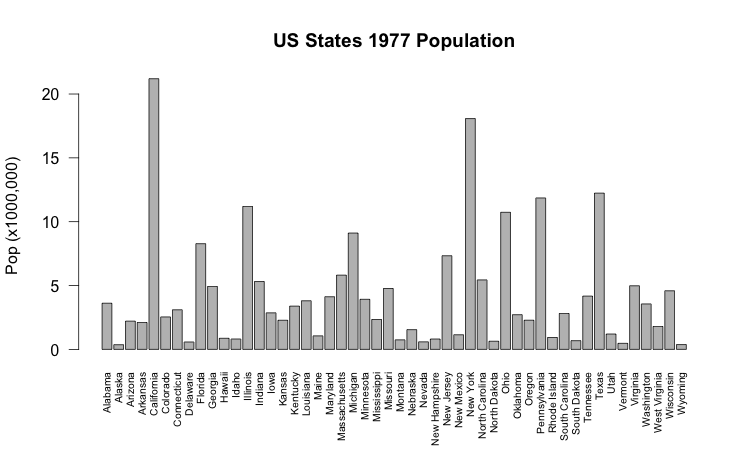 US States 1977 Population
Pop (x1000,000)
20
15
10
5
0
Alabama
Alaska
Arizona
Arkansas
California
Colorado
Connecticut
Delaware
Florida
Georgia
Hawaii
Idaho
Illinois
Indiana
Iowa
Kansas
Kentucky
Louisiana
Maine
Maryland
Massachusetts
Michigan
Minnesota
Mississippi
Missouri
Montana
Nebraska
Nevada
New Hampshire
New Jersey
New Mexico
New York
North Carolina
North Dakota
Ohio
Oklahoma
Oregon
Pennsylvania
Rhode Island
South Carolina
South Dakota
Tennessee
Texas
Utah
Vermont
Virginia
Washington
West Virginia
Wisconsin
Wyoming